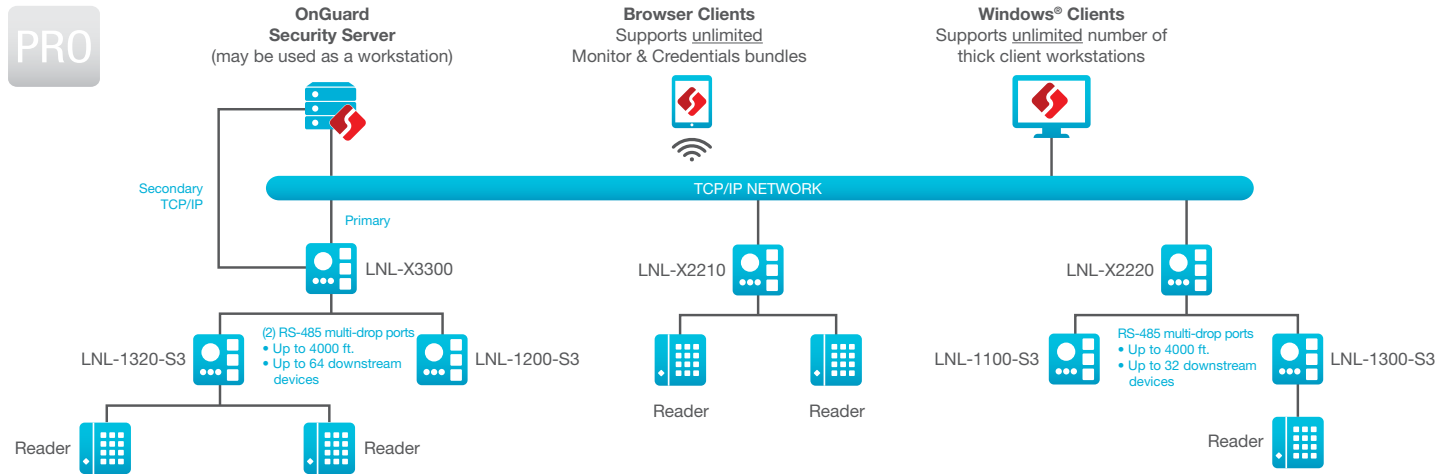 PRO
OnGuard
Security Server
(may be used as a workstation)
Browser Clients
Supports unlimited
Monitor & Credentials bundles
Windows® Clients
Supports unlimited number of
thick client workstations
Secondary
TCP/IP
TCP/IP NETWORK
Primary
LNL-X3300
LNL-X2210
LNL-X2220
LNL-1320-S3
(2) RS-485 multi-drop ports
• Up to 4000 ft.
• Up to 64 downstream
devices
LNL-1200-S3
LNL-1100-S3
RS-485 multi-drop ports
• Up to 4000 ft.
• Up to 32 downstream
devices
LNL-1300-S3
Reader
Reader
Reader
Reader
Reader